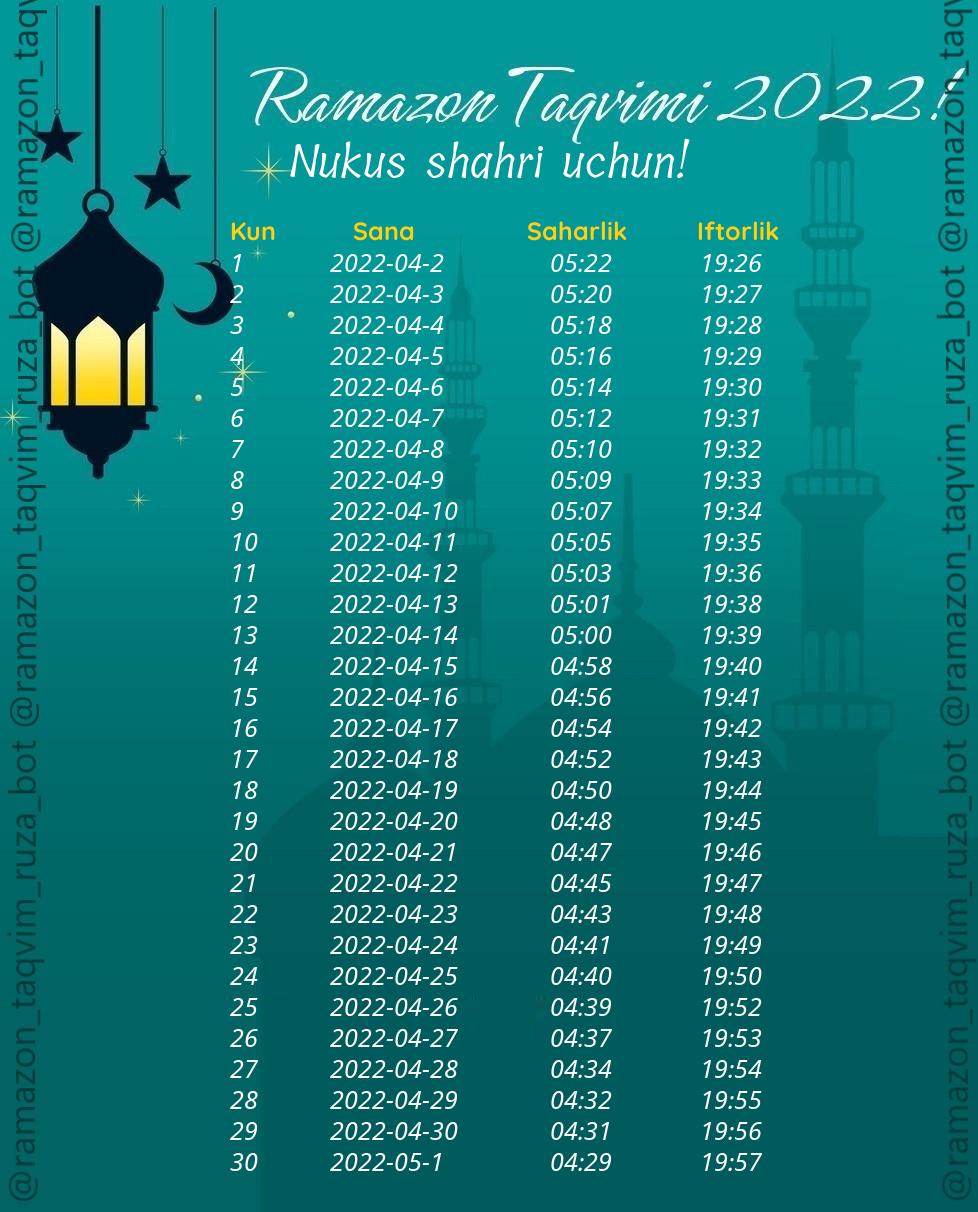 Ramazon Taqvimi 2022!
Nukus shahri uchun!
Kun Sana Saharlik Iftorlik
1 2022-04-2 05:22 19:26
2 2022-04-3 05:20 19:27
3 2022-04-4 05:18 19:28
4 2022-04-5 05:16 19:29
5 2022-04-6 05:14 19:30
6 2022-04-7 05:12 19:31
7 2022-04-8 05:10 19:32
8 2022-04-9 05:09 19:33
9 2022-04-10 05:07 19:34
10 2022-04-11 05:05 19:35
11 2022-04-12 05:03 19:36
12 2022-04-13 05:01 19:38
13 2022-04-14 05:00 19:39
14 2022-04-15 04:58 19:40
15 2022-04-16 04:56 19:41
16 2022-04-17 04:54 19:42
17 2022-04-18 04:52 19:43
18 2022-04-19 04:50 19:44
19 2022-04-20 04:48 19:45
20 2022-04-21 04:47 19:46
21 2022-04-22 04:45 19:47
22 2022-04-23 04:43 19:48
23 2022-04-24 04:41 19:49
24 2022-04-25 04:40 19:50
25 2022-04-26 04:39 19:52
26 2022-04-27 04:37 19:53
27 2022-04-28 04:34 19:54
28 2022-04-29 04:32 19:55
29 2022-04-30 04:31 19:56
30 2022-05-1 04:29 19:57
@ramazon_taqvim_ruza_bot @ramazon_taqvim_ruza_bot @ramazon_taqv
@ramazon_taqvim_ruza_bot @ramazon_taqvim_ruza_bot @ramazon_taqv